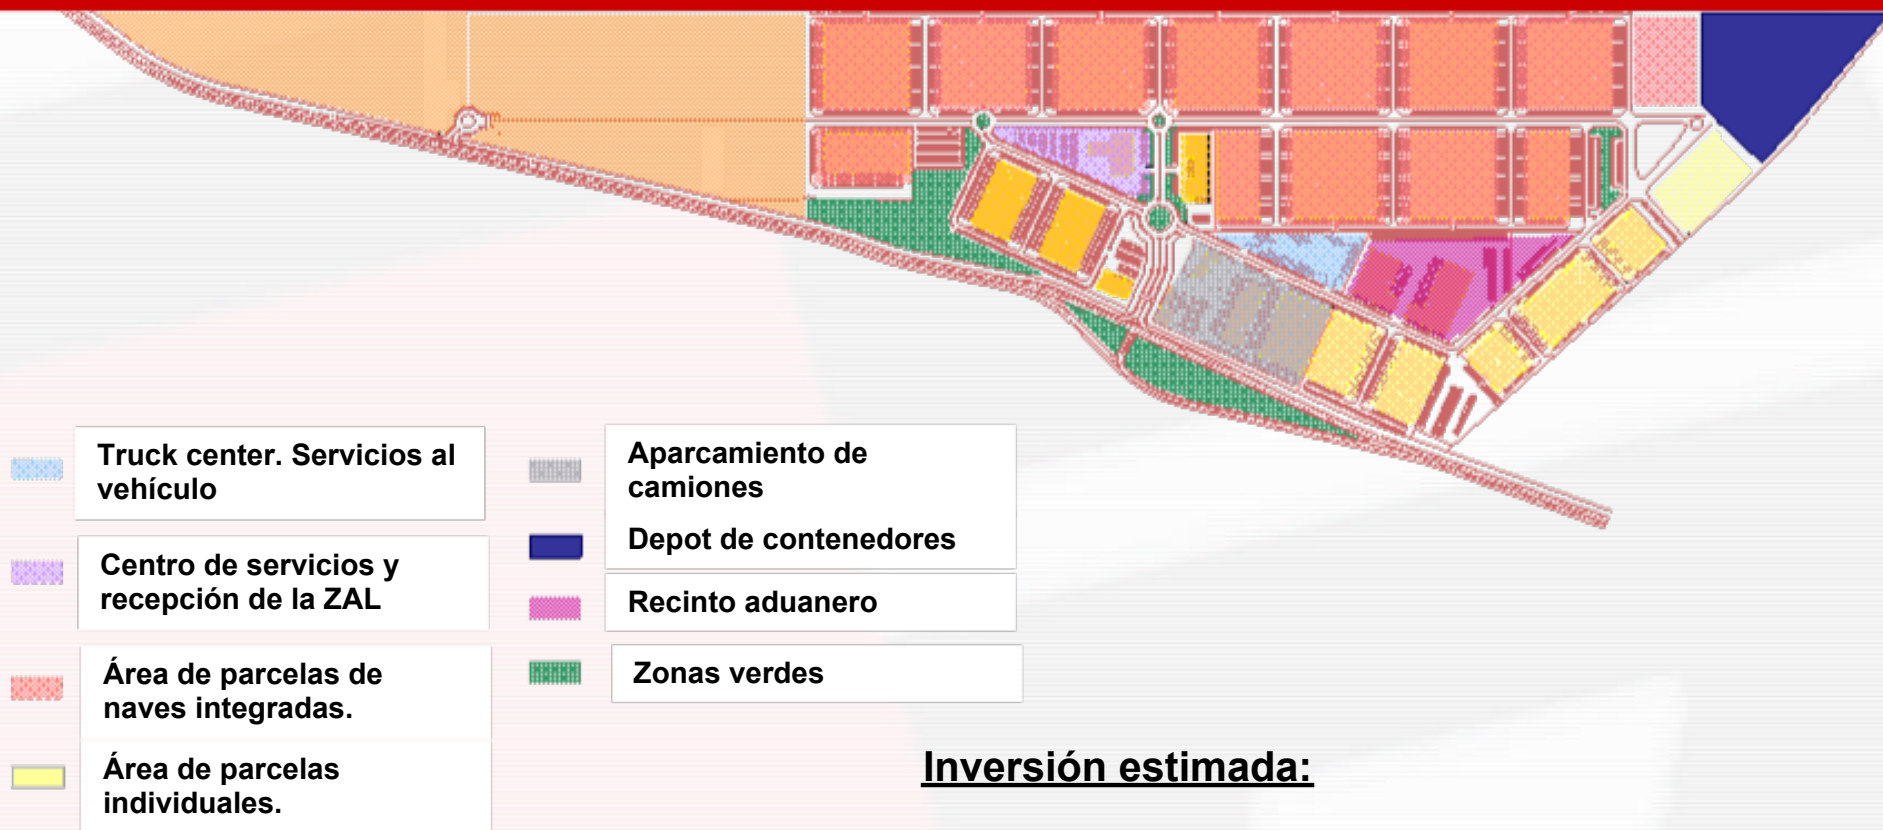 Truck center. Servicios al
vehículo
Centro de servicios y
recepción de la ZAL
Área de parcelas de
naves integradas.
Área de parcelas
individuales.
Aparcamiento de
camiones
Depot de contenedores
Recinto aduanero
Zonas verdes
Inversión estimada: